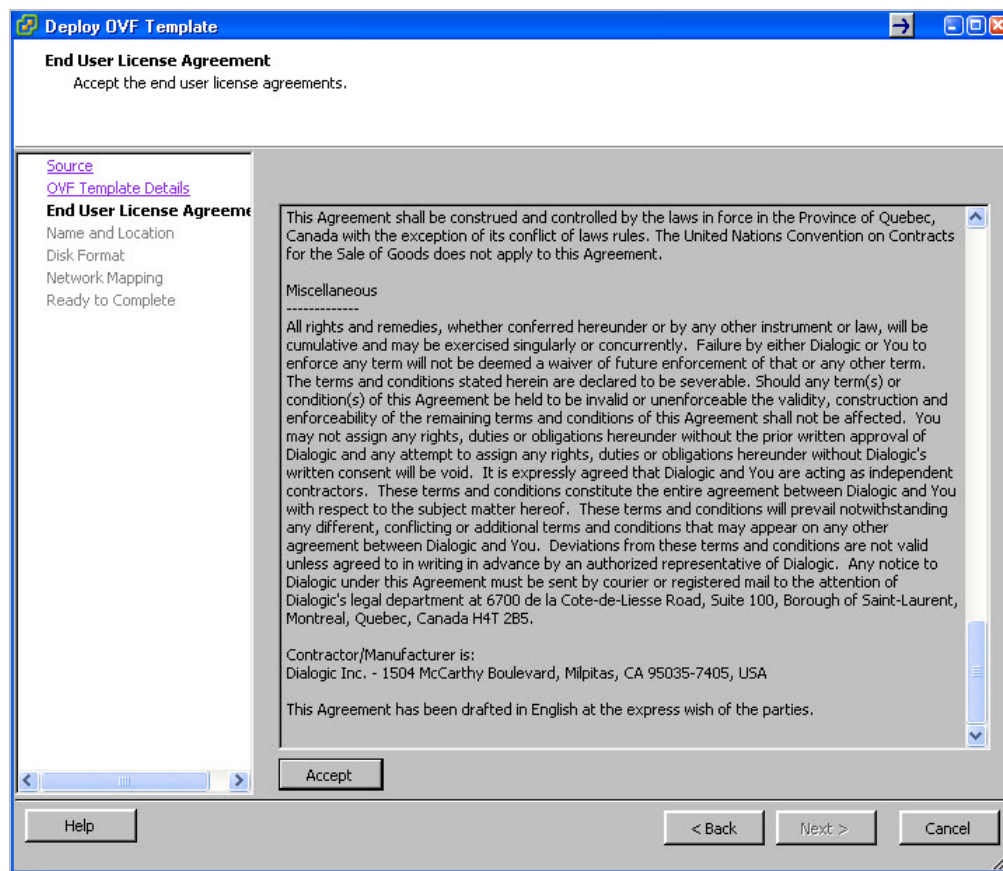 Deploy OVF Template
End User License Agreement
Accept the end user license agreements.
Source
OVF Template Details
End User License Agreeme
Name and Location
Disk Format
Network Mapping
Ready to Complete
This Agreement shall be construed and controlled by the laws in force in the Province of Quebec,
Canada with the exception of its conflict of laws rules. The United Nations Convention on Contracts
for the Sale of Goods does not apply to this Agreement.
Miscellaneous
-------------
All rights and remedies, whether conferred hereunder or by any other instrument or law, will be
cumulative and may be exercised singularly or concurrently.  Failure by either Dialogic or You to
enforce any term will not be deemed a waiver of future enforcement of that or any other term.
The terms and conditions stated herein are declared to be severable. Should any term(s) or
condition(s) of this Agreement be held to be invalid or unenforceable the validity, construction and
enforceability of the remaining terms and conditions of this Agreement shall not be affected.  You
may not assign any rights, duties or obligations hereunder without the prior written approval of
Dialogic and any attempt to assign any rights, duties or obligations hereunder without Dialogic's
written consent will be void.  It is expressly agreed that Dialogic and You are acting as independent
contractors.  These terms and conditions constitute the entire agreement between Dialogic and You
with respect to the subject matter hereof.  These terms and conditions will prevail notwithstanding
any different, conflicting or additional terms and conditions that may appear on any other
agreement between Dialogic and You.  Deviations from these terms and conditions are not valid
unless agreed to in writing in advance by an authorized representative of Dialogic.  Any notice to
Dialogic under this Agreement must be sent by courier or registered mail to the attention of
Dialogic's legal department at 6700 de la Cote-de-Liesse Road, Suite 100, Borough of Saint-Laurent,
Montreal, Quebec, Canada H4T 2B5.
Contractor/Manufacturer is:
Dialogic Inc. - 1504 McCarthy Boulevard, Milpitas, CA 95035-7405, USA
This Agreement has been drafted in English at the express wish of the parties.
Accept
Help
< Back
Next >
Cancel